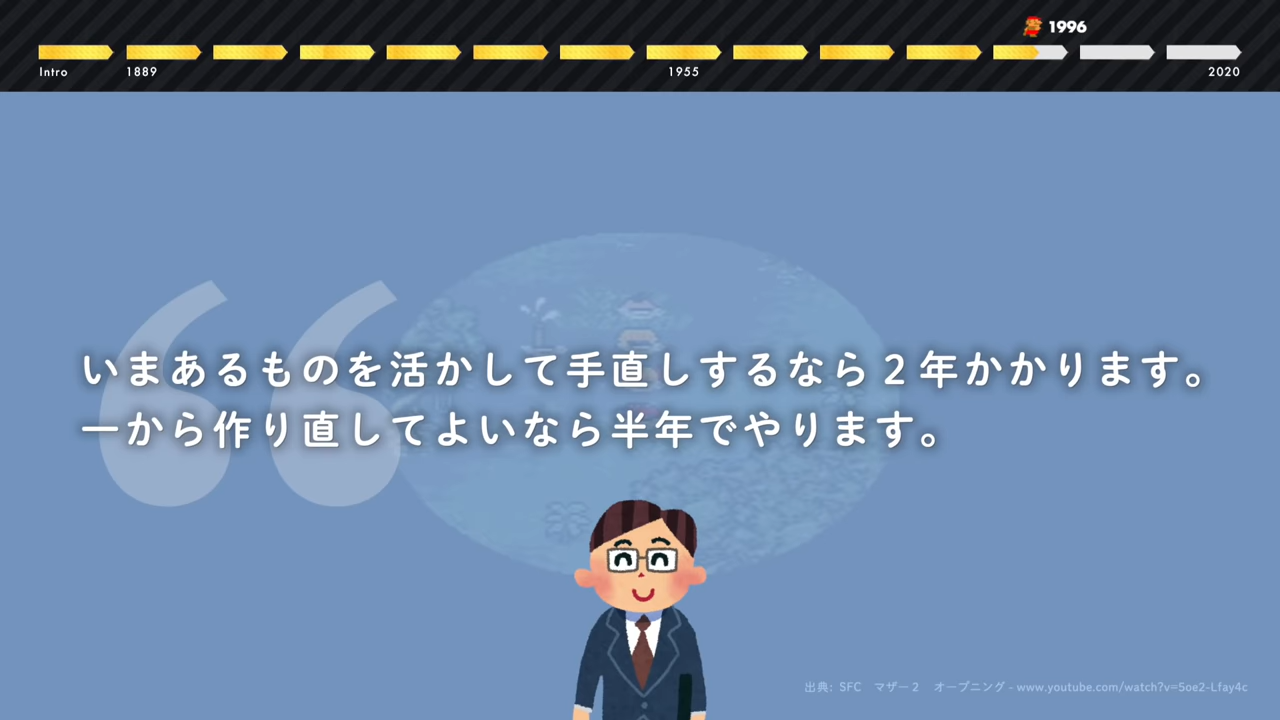 1996
Intro
1889
1955
2020
いまあるものを活かして手直しするなら２年かかります。
一から作り直してよいなら半年でやります。
出典: SFC　マザー２　オープニング - www.youtube.com/watch?v=5oe2-Lfay4c